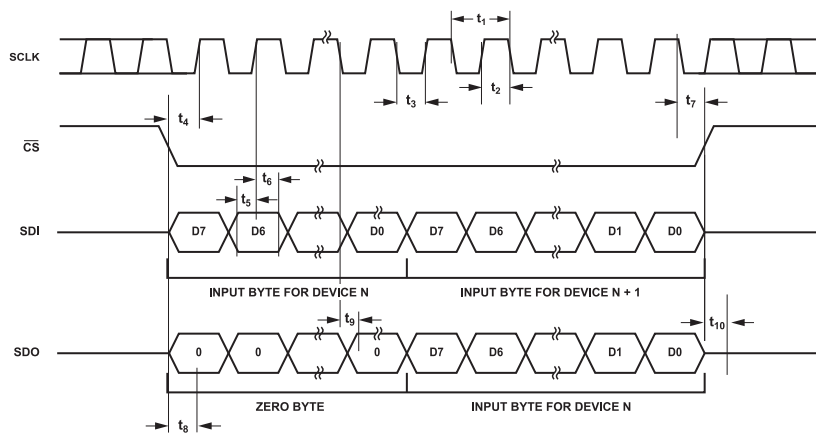 t1
SCLK
t3
t2
t4
t7
CS
t6
t5
SDI
D7
D6
D0
D7
D6
D1
D0
INPUT BYTE FOR DEVICE N
INPUT BYTE FOR DEVICE N + 1
t9
t10
SDO
0
0
0
D7
D6
D1
D0
ZERO BYTE
INPUT BYTE FOR DEVICE N
t8